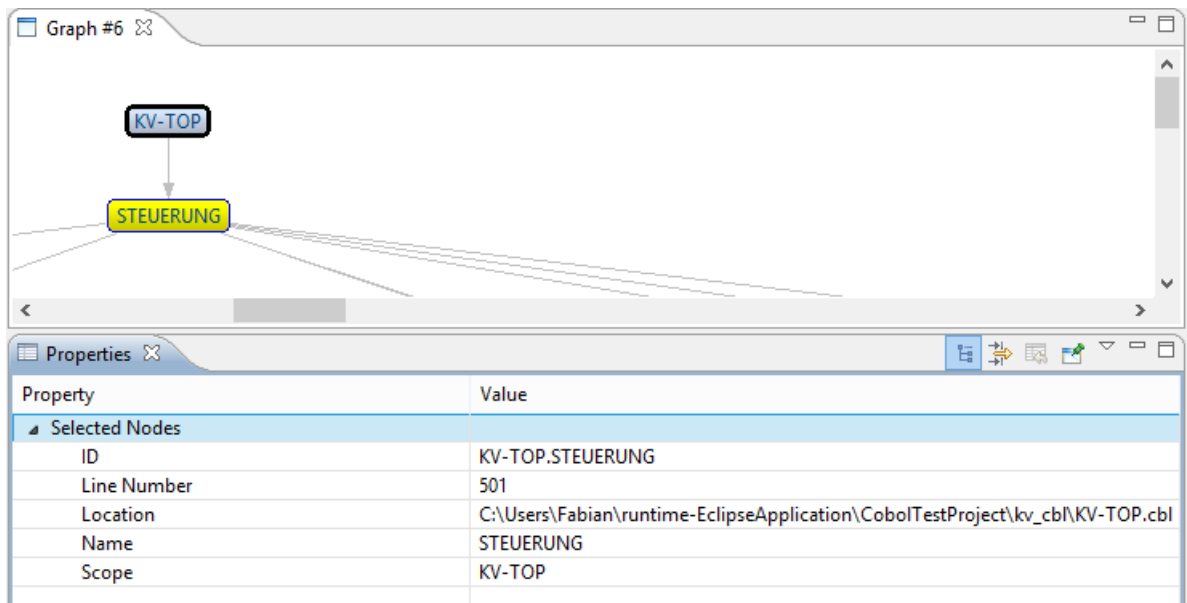 Graph #6
KV-TOP
STEUERUNG
Properties
Property Value
Selected Nodes
ID KV-TOP.STEUERUNG
Line Number 501
Location C:\Users\Fabian\runtime-EclipseApplication\CobolTestProject\kv_cbl\KV-TOP.cbl
Name STEUERUNG
Scope KV-TOP